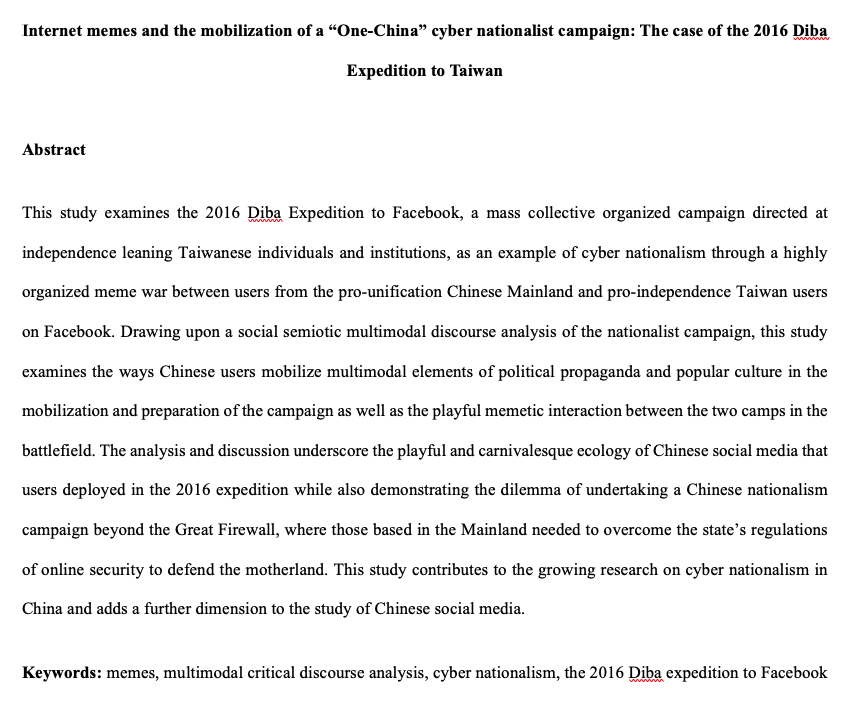 Internet memes and the mobilization of a “One-China” cyber nationalist campaign: The case of the 2016 Diba
Expedition to Taiwan
Abstract
This study examines the 2016 Diba Expedition to Facebook, a mass collective organized campaign directed at
independence leaning Taiwanese individuals and institutions, as an example of cyber nationalism through a highly
organized meme war between users from the pro-unification Chinese Mainland and pro-independence Taiwan users
on Facebook. Drawing upon a social semiotic multimodal discourse analysis of the nationalist campaign, this study
examines the ways Chinese users mobilize multimodal elements of political propaganda and popular culture in the
mobilization and preparation of the campaign as well as the playful memetic interaction between the two camps in the
battlefield. The analysis and discussion underscore the playful and carnivalesque ecology of Chinese social media that
users deployed in the 2016 expedition while also demonstrating the dilemma of undertaking a Chinese nationalism
campaign beyond the Great Firewall, where those based in the Mainland needed to overcome the state’s regulations
of online security to defend the motherland. This study contributes to the growing research on cyber nationalism in
China and adds a further dimension to the study of Chinese social media.
Keywords: memes, multimodal critical discourse analysis, cyber nationalism, the 2016 Diba expedition to Facebook